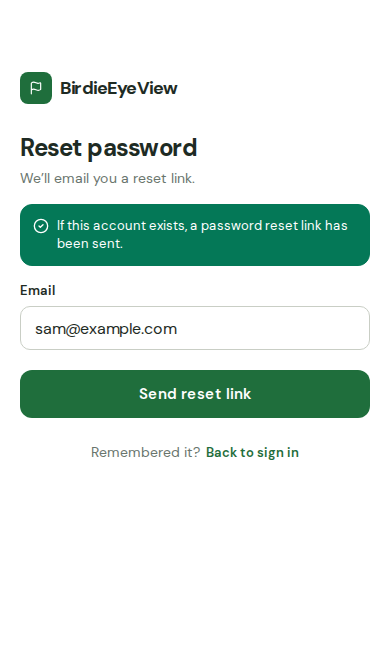 BirdieEyeView
Reset password
We’ll email you a reset link.
If this account exists, a password reset link has
been sent.
Email
sam@example.com
Send reset link
Remembered it? Back to sign in